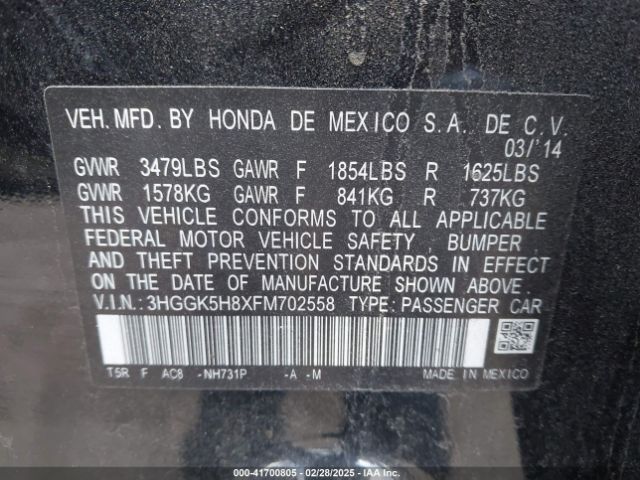 VEH. MFD. BY HONDA DE MEXICO S.A. DE C.V.
03/'14
GVWR 3479LBS GAWR F 1854LBS R 1625LBS
GVWR 1578KG GAWR F 841KG R 737KG
THIS VEHICLE CONFORMS TO ALL APPLICABLE
FEDERAL MOTOR VEHICLE SAFETY, BUMPER,
AND THEFT PREVENTION STANDARDS IN EFFECT
ON THE DATE OF MANUFACTURE SHOWN ABOVE.
V.I.N.: 3HGGK5H8XFM702558 TYPE: PASSENGER CAR
T5R F AC8 -NH731P -A -M MADE IN MEXICO
000-41700805 - 02/28/2025 - IAA Transport